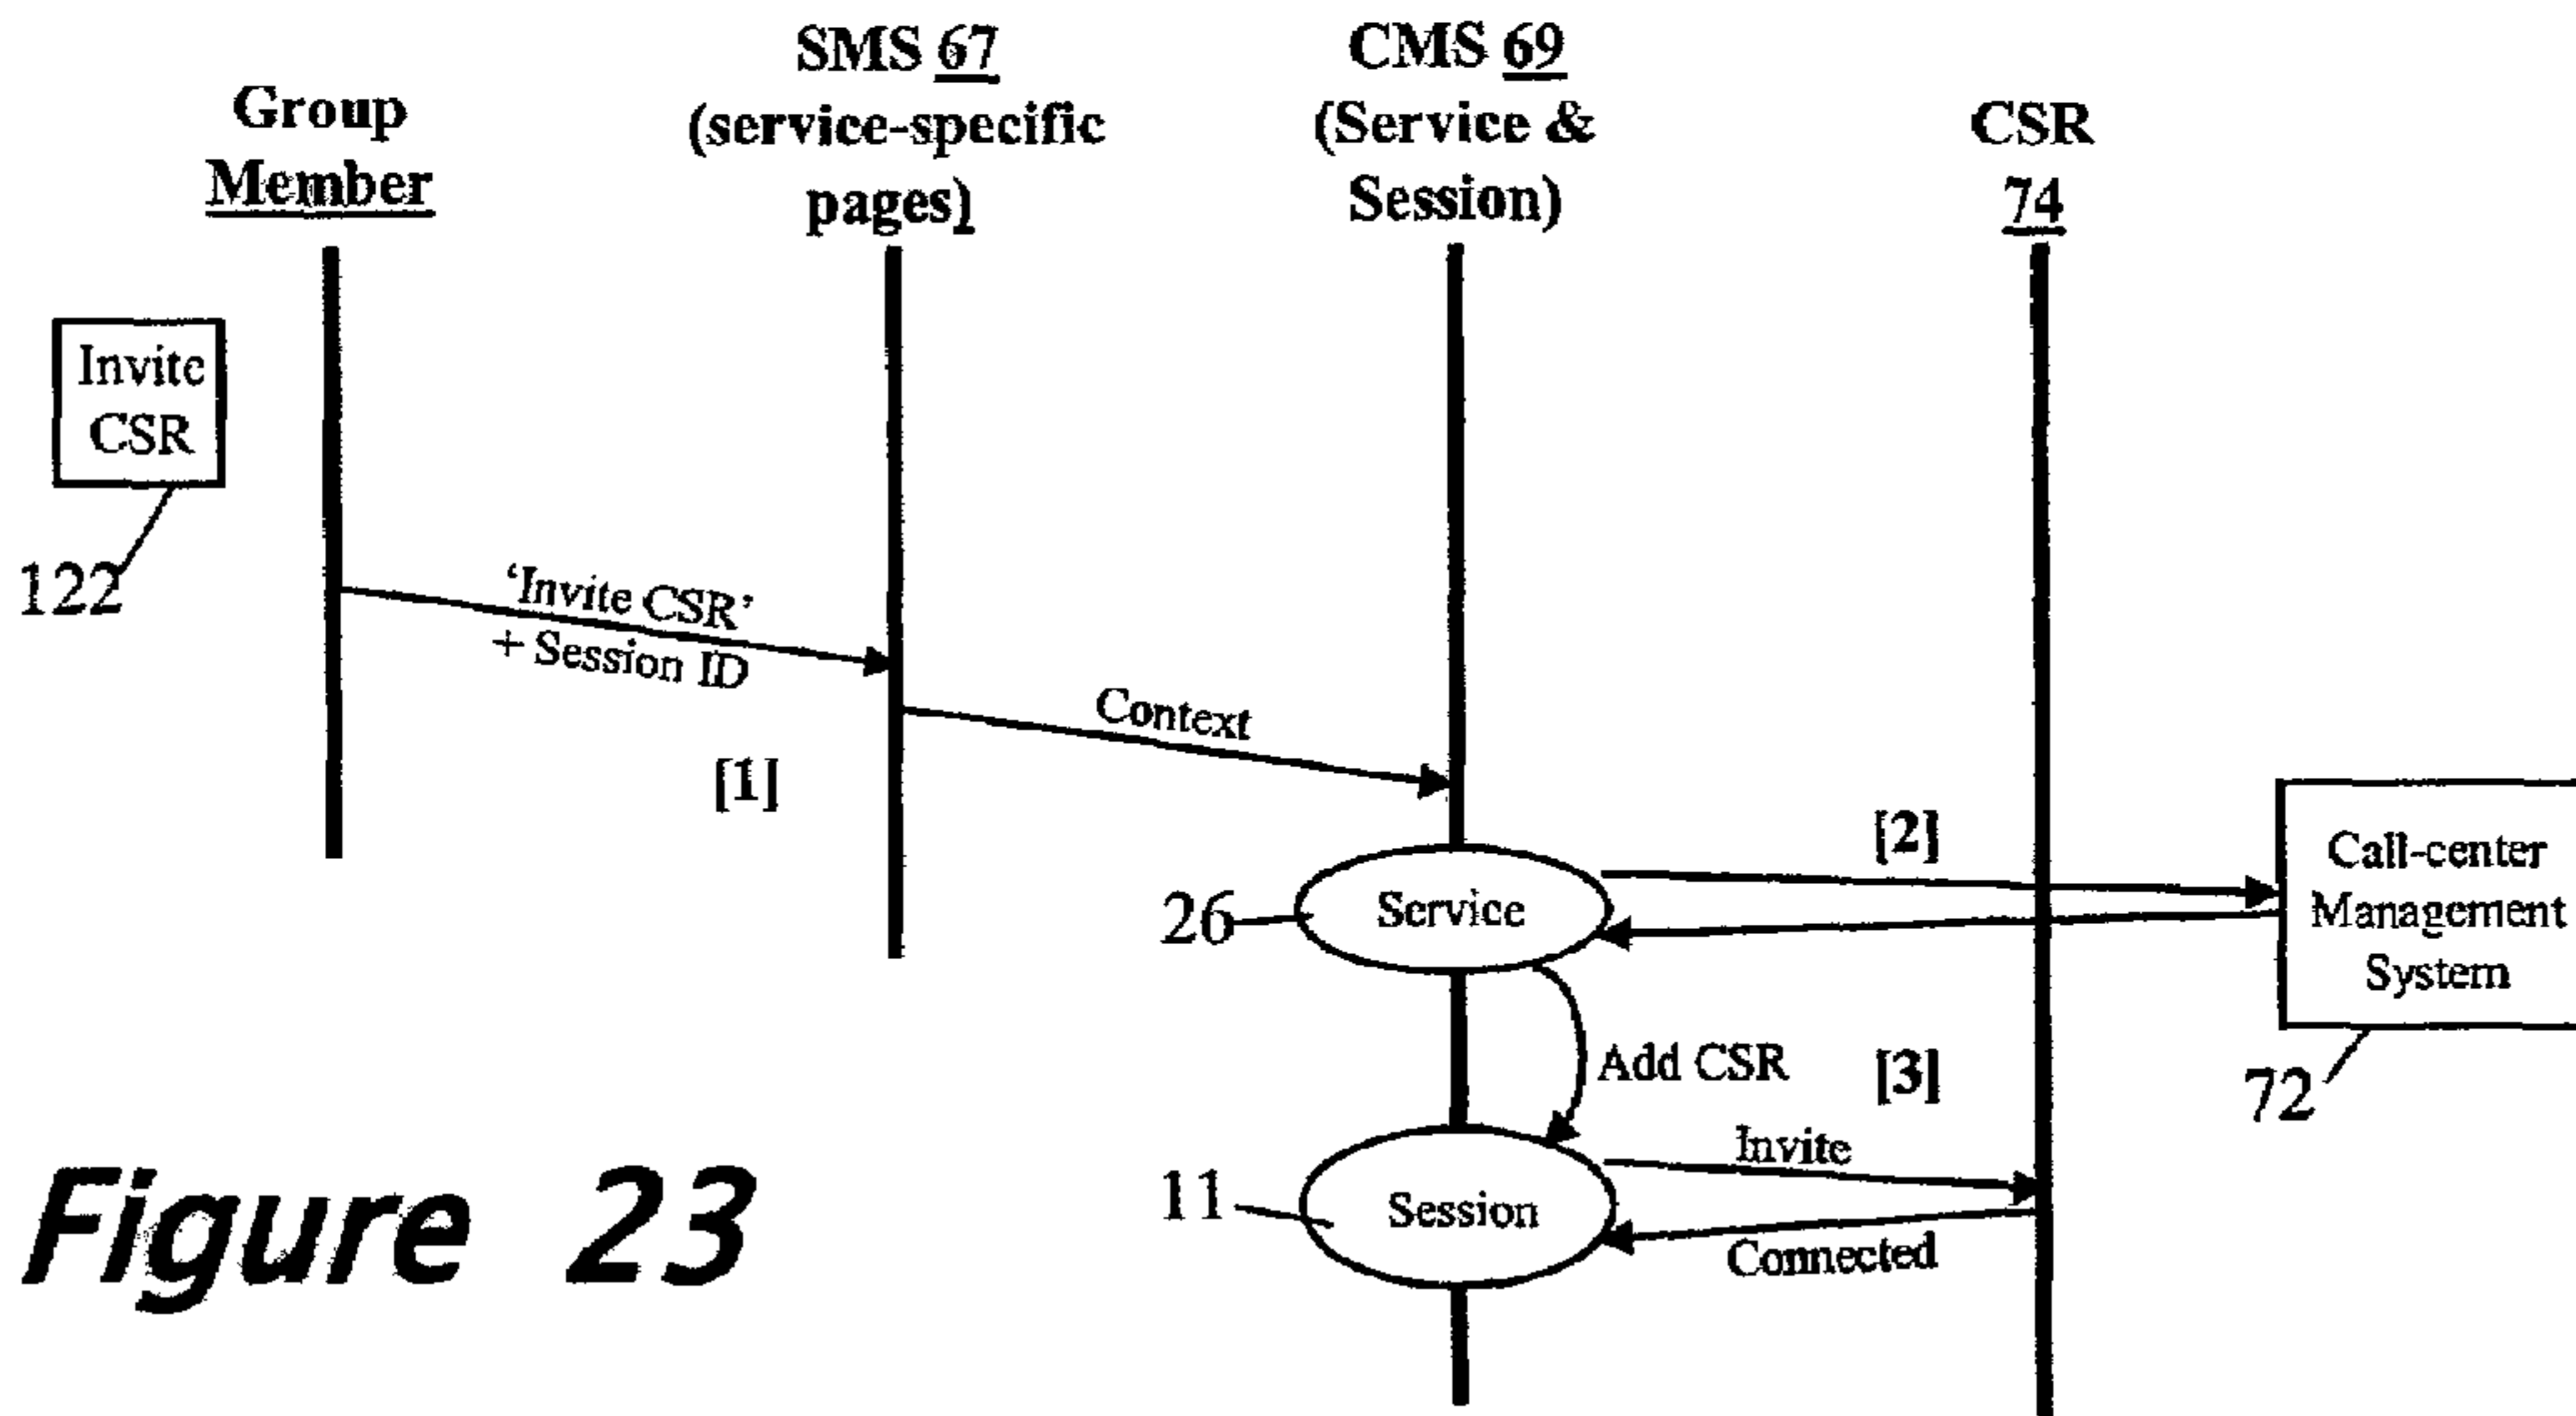 Group
Member
SMS 67
(service-specific
pages)
CMS 69
(Service &
Session)
CSR
74
Invite
CSR
122
‘Invite CSR’
+ Session ID
Context
[1]
[2]
Call-center
Management
System
72
26
Service
Add CSR
[3]
11
Session
Invite
Connected
Figure 23